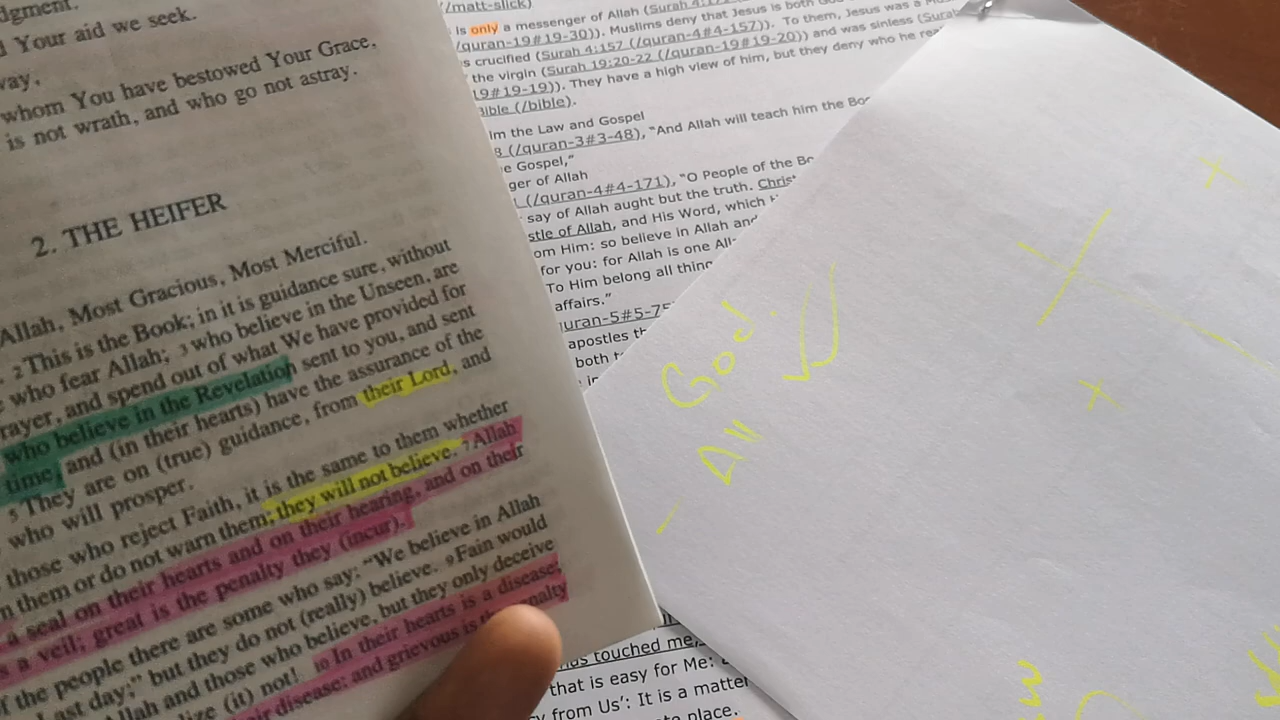 dgment.
Your aid we seek.
way,
whom You have bestowed Your Grace,
is not wrath, and who go not astray.
2. THE HEIFER
Allah, Most Gracious, Most Merciful.
2 This is the Book; in it is guidance sure, without
who fear Allah; 3 who believe in the Unseen, are
rayer, and spend out of what We have provided for
who believe in the Revelation sent to you, and sent
time, and (in their hearts) have the assurance of the
5 They are on (true) guidance, from their Lord, and
who will prosper.
those who reject Faith, it is the same to them whether
n them or do not warn them; they will not believe. 7 Allah
a seal on their hearts and on their hearing, and on their
s a veil; great is the penalty they (incur).
f the people there are some who say: "We believe in Allah
Last day;" but they do not (really) believe. 9 Fain would
Allah and those who believe, but they only deceive
lize (it) not! 10 In their hearts is a disease;
eir disease: and grievous is the penalty
/matt-slick)
is only a messenger of Allah (Surah 4:171
/quran-19#19-30)). Muslims deny that Jesus is both God
s crucified (Surah 4:157 (/quran-4#4-157)). To them, Jesus was a
the virgin (Surah 19:20-22 (/quran-19#19-20)) and was sinless (Surah
19#19-19)). They have a high view of him, but they deny who he
Bible (/bible).
im the Law and Gospel
(/quran-3#3-48), "And Allah will teach him the
e Gospel,"
ger of Allah
(/quran-4#4-171), "O People of the
say of Allah aught but the truth. Christ
stle of Allah, and His Word, which
om Him: so believe in Allah and
for you: for Allah is one
To Him belong all thing
affairs."
quran-5#5-75
apostles
both
has touched me,
that is easy for Me:
from Us': It is a matter
place.
God.
All